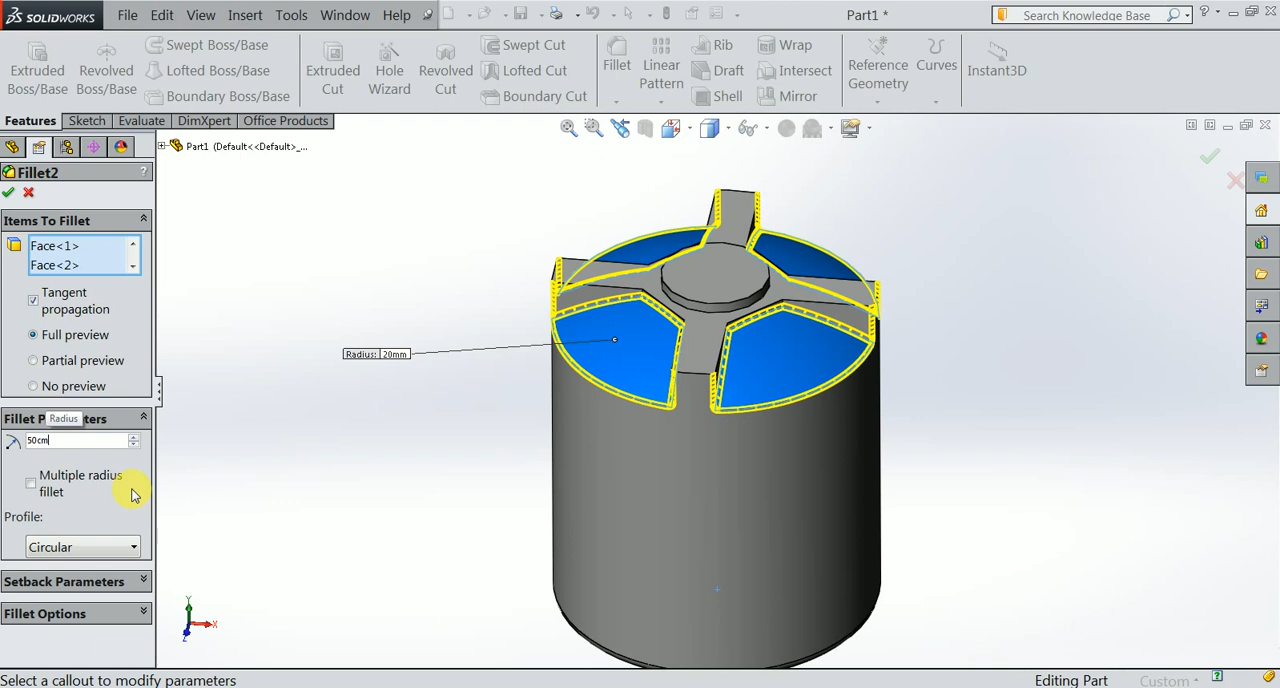 SOLIDWORKS
File Edit View Insert Tools Window Help
Part1 *
Search Knowledge Base
Extruded Boss/Base
Revolved Boss/Base
Swept Boss/Base
Lofted Boss/Base
Boundary Boss/Base
Extruded Cut
Hole Wizard
Revolved Cut
Swept Cut
Lofted Cut
Boundary Cut
Fillet
Linear Pattern
Rib
Draft
Shell
Wrap
Intersect
Mirror
Reference Geometry
Curves
Instant3D
Features Sketch Evaluate DimXpert Office Products
Part1 (Default<<Default>_...
Fillet2 ?
Items To Fillet
Face<1>
Face<2>
Tangent
propagation
Full preview
Partial preview
No preview
Fillet P
Radius
ters
50cm
Multiple radius
fillet
Profile:
Circular
Setback Parameters
Fillet Options
Radius: 20mm
Y
X
Z
Select a callout to modify parameters
Editing Part
Custom